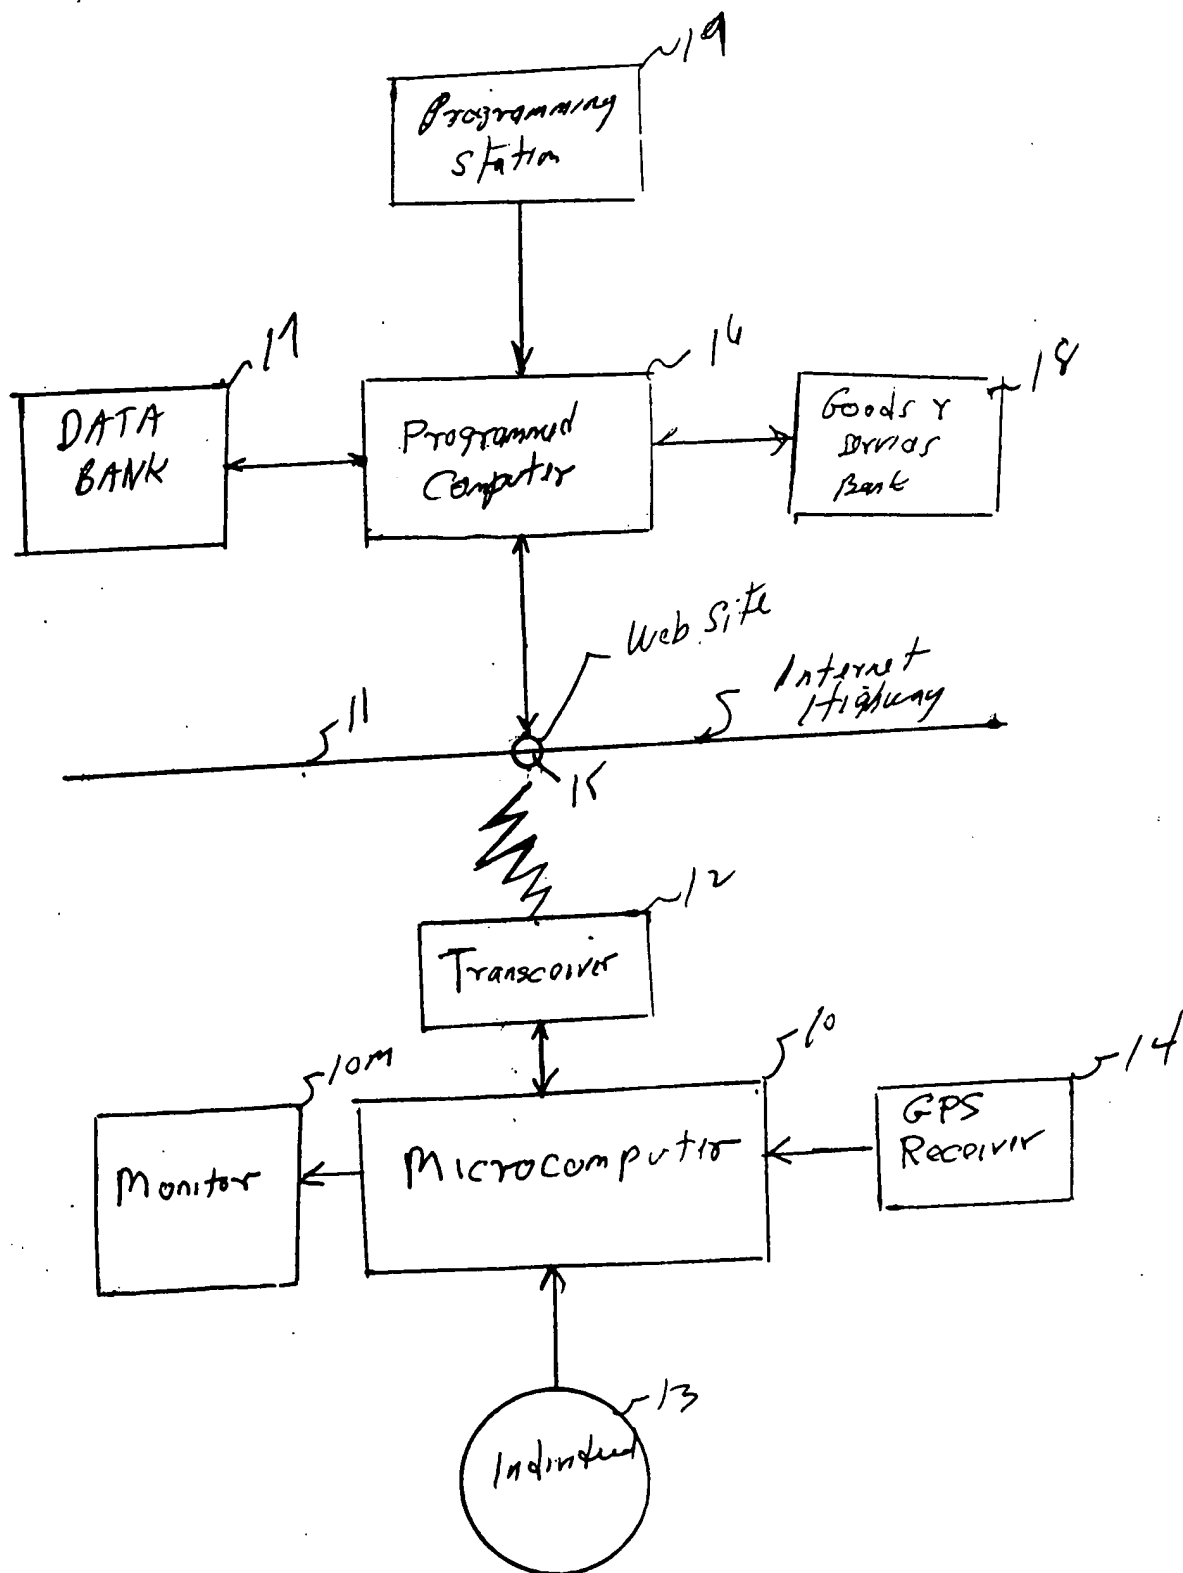 19
Programming
Station
17
16
18
DATA
BANK
Programmed
Computer
Goods &
Services
Bank
Web Site
Internet
Highway
11
15
12
Transceiver
10M
10
14
Monitor
Microcomputer
GPS
Receiver
13
Individual